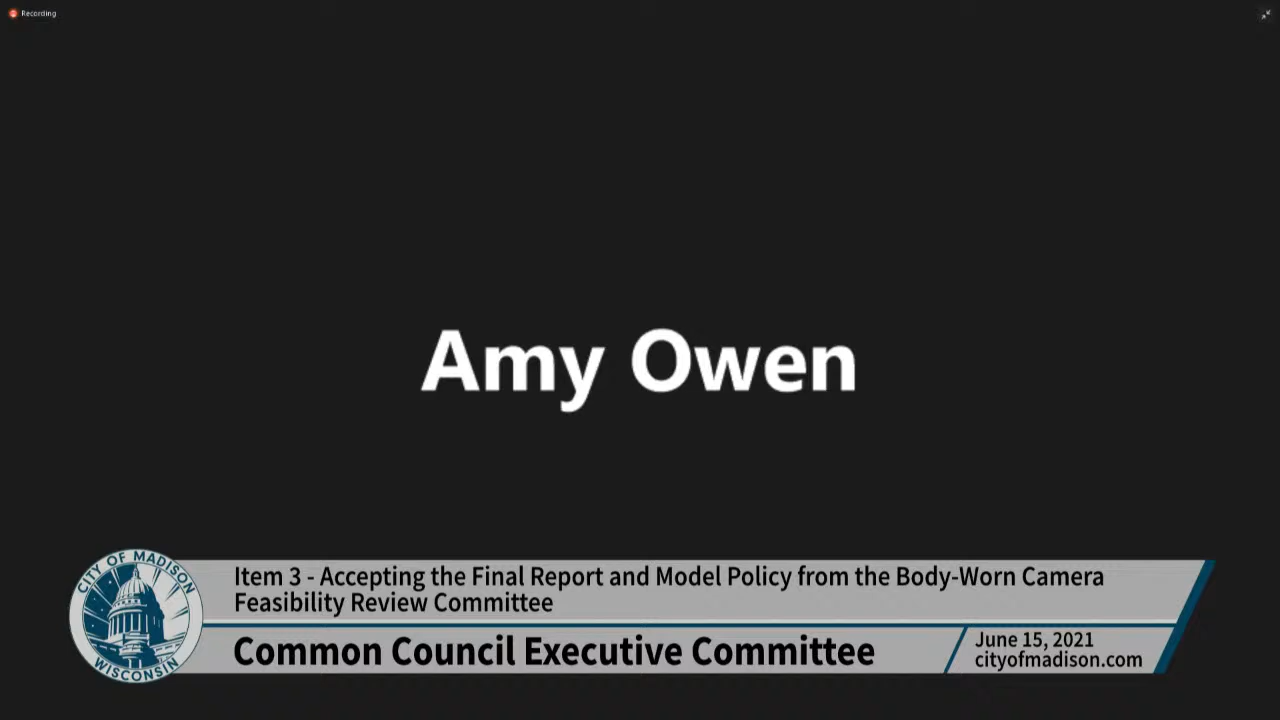 Recording
Amy Owen
CITY OF MADISON
WISCONSIN
Item 3 - Accepting the Final Report and Model Policy from the Body-Worn Camera
Feasibility Review Committee
Common Council Executive Committee
June 15, 2021
cityofmadison.com